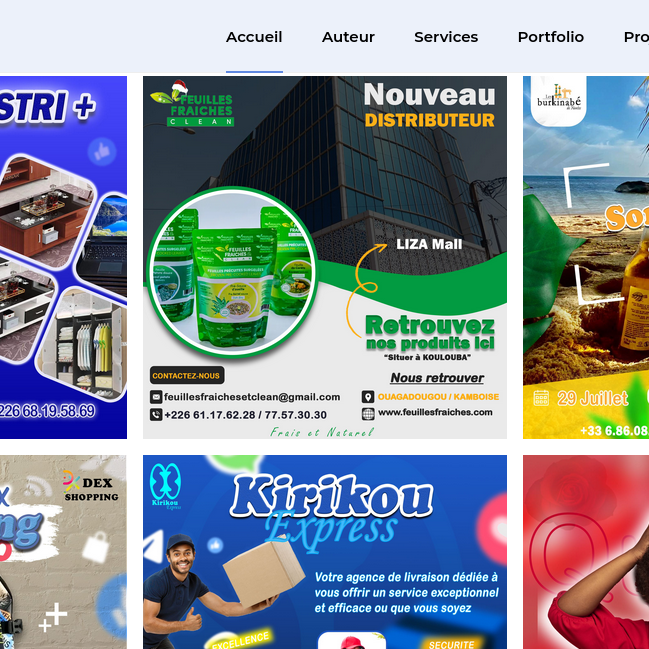 Accueil
Auteur
Services
Portfolio
STRI +
226 68.19.58.69
FEUILLES
FRAICHES
CLEAN
Nouveau
DISTRIBUTEUR
FEUILLES
FRAICHES
LIZA Mall
Retrouvez
nos produits ici
"Situer à KOULOUBA"
CONTACTEZ-NOUS
feuillesfraichesetclean@gmail.com
+226 61.17.62.28 / 77.57.30.30
Nous retrouver
OUAGADOUGOU / KAMBOISE
www.feuillesfraiches.com
Frais et Naturel
burkinabé
29 Juillet
+33 6.86.08
DEX
SHOPPING
Kirikou
Express
Kirikou
Express
Votre agence de livraison dédiée à
vous offrir un service exceptionnel
et efficace ou que vous soyez
EXCELLENCE
SECURITE